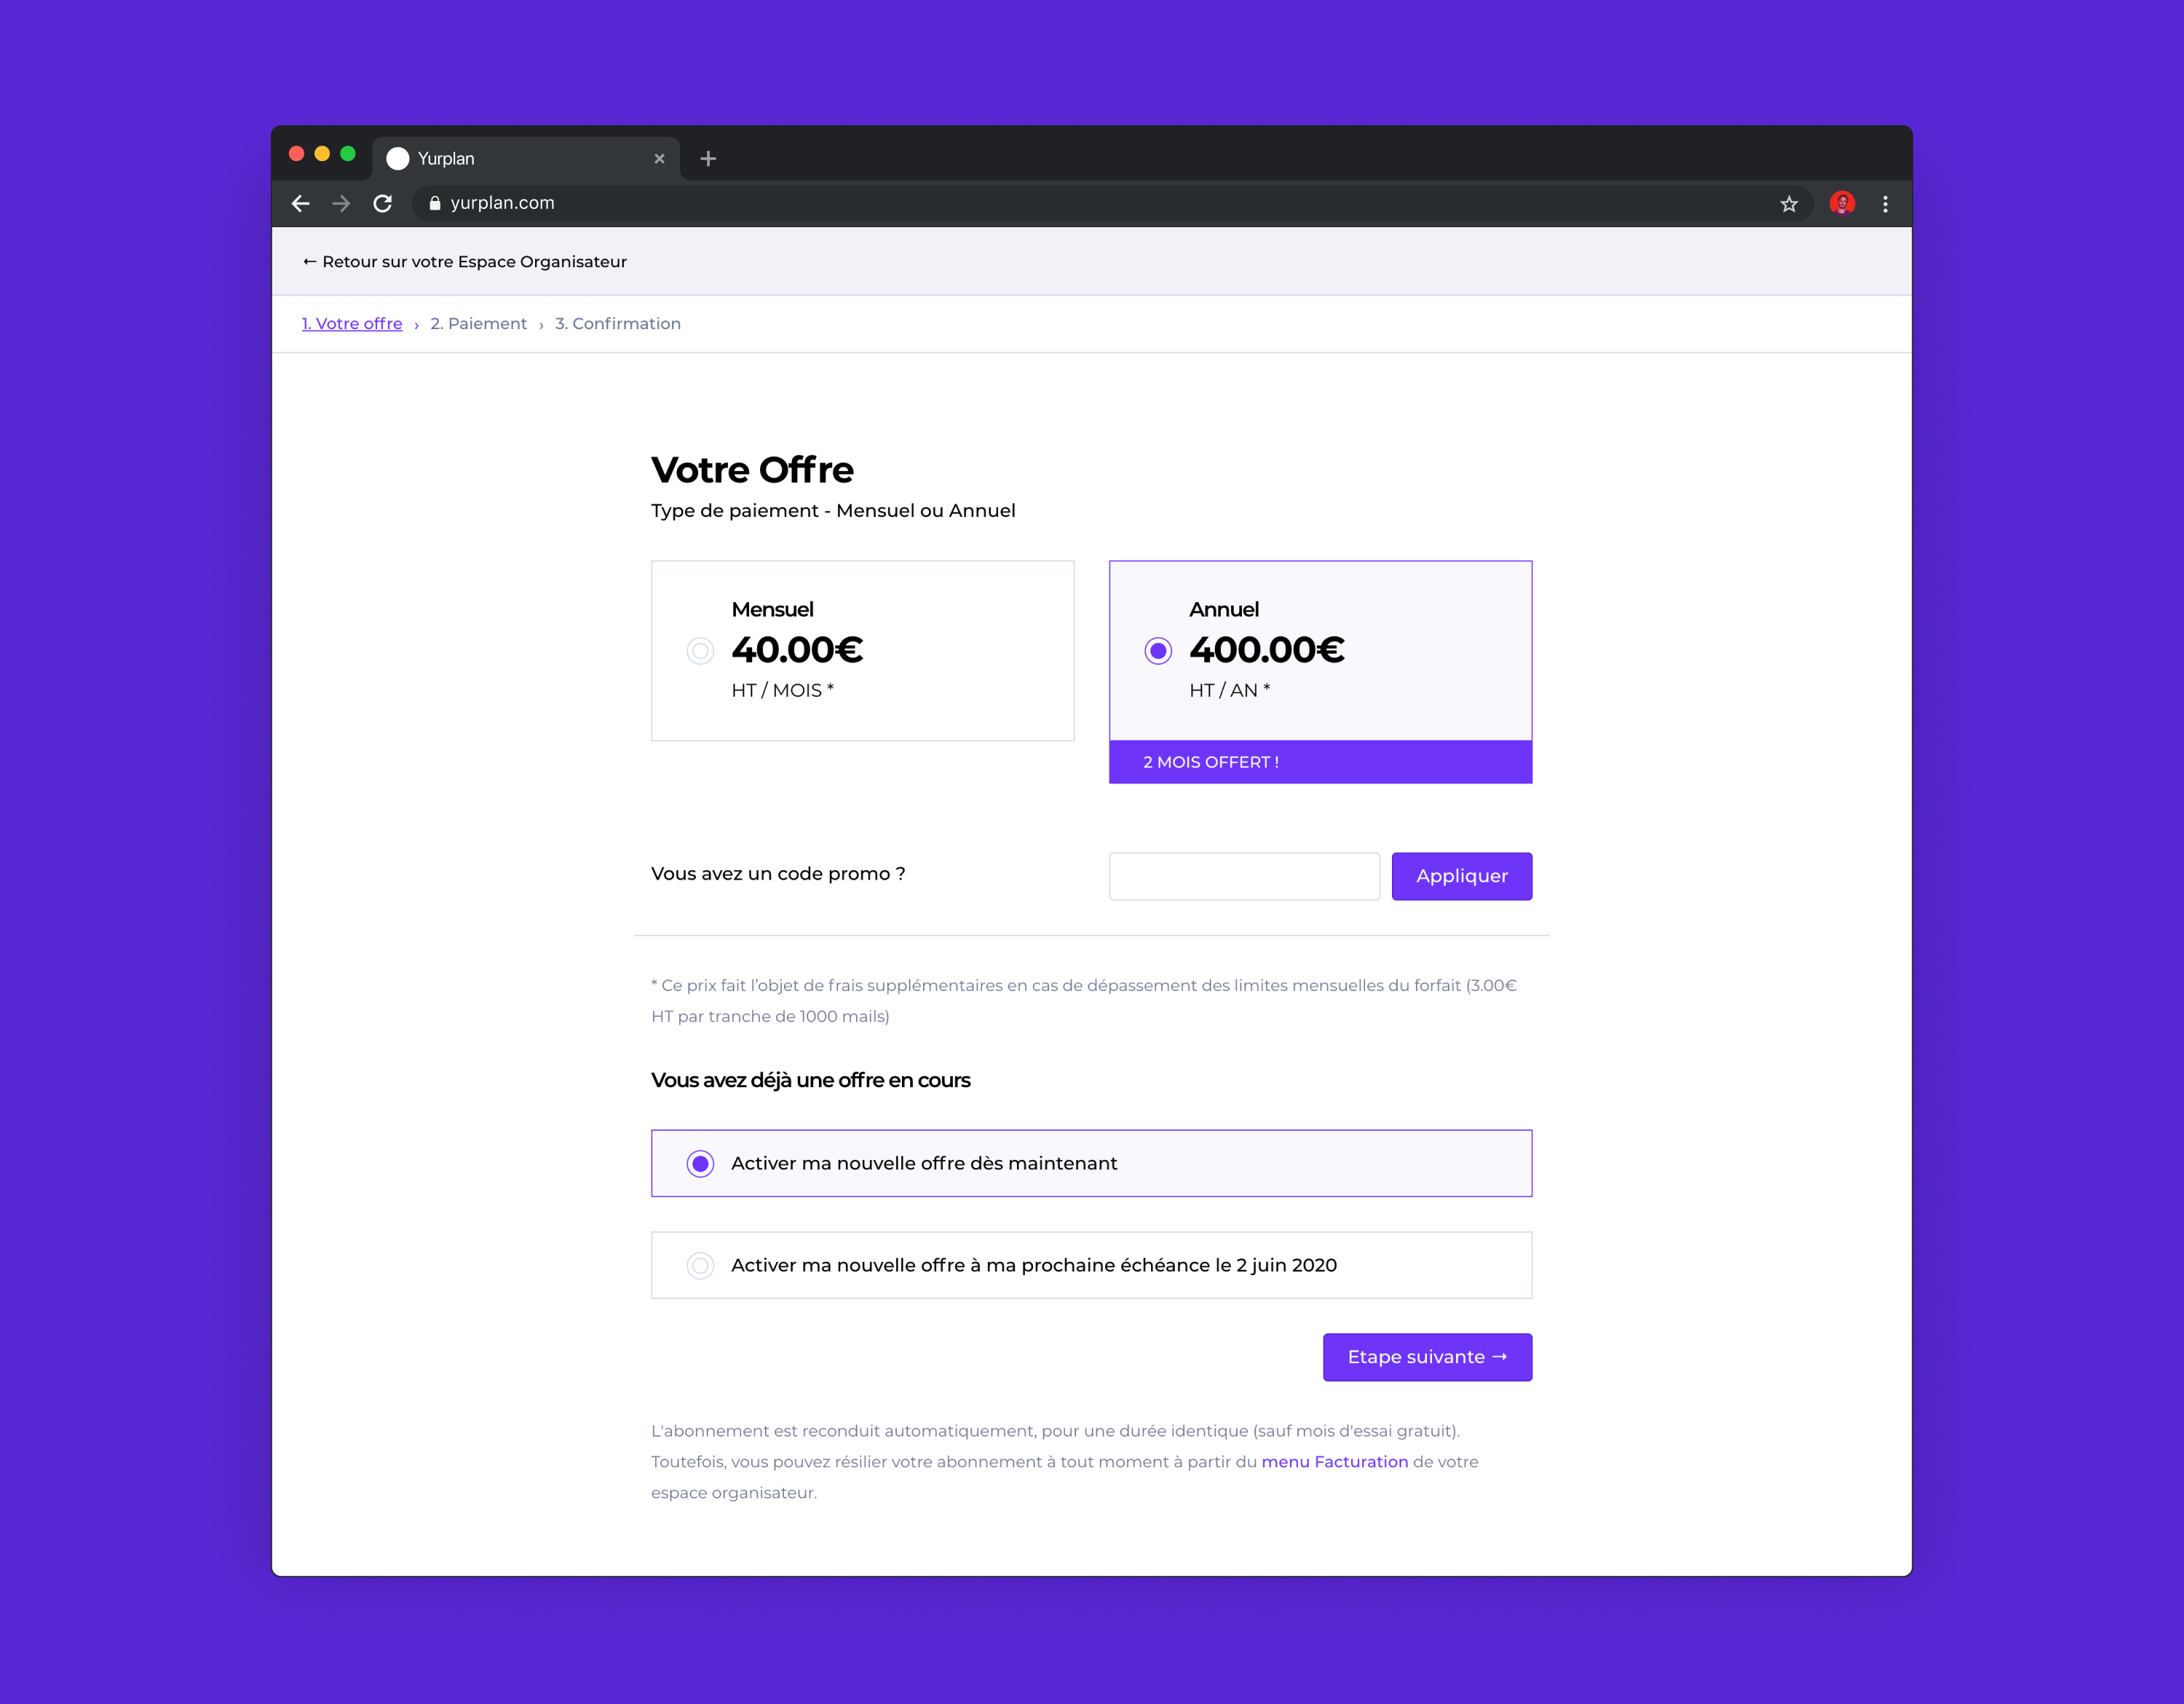 Yurplan
yurplan.com
← Retour sur votre Espace Organisateur
1. Votre offre › 2. Paiement › 3. Confirmation
Votre Offre
Type de paiement - Mensuel ou Annuel
Mensuel
40.00€
HT / MOIS *
Annuel
400.00€
HT / AN *
2 MOIS OFFERT !
Vous avez un code promo ?
Appliquer
* Ce prix fait l'objet de frais supplémentaires en cas de dépassement des limites mensuelles du forfait (3.00€
HT par tranche de 1000 mails)
Vous avez déjà une offre en cours
Activer ma nouvelle offre dès maintenant
Activer ma nouvelle offre à ma prochaine échéance le 2 juin 2020
Etape suivante →
L'abonnement est reconduit automatiquement, pour une durée identique (sauf mois d'essai gratuit).
Toutefois, vous pouvez résilier votre abonnement à tout moment à partir du menu Facturation de votre
espace organisateur.